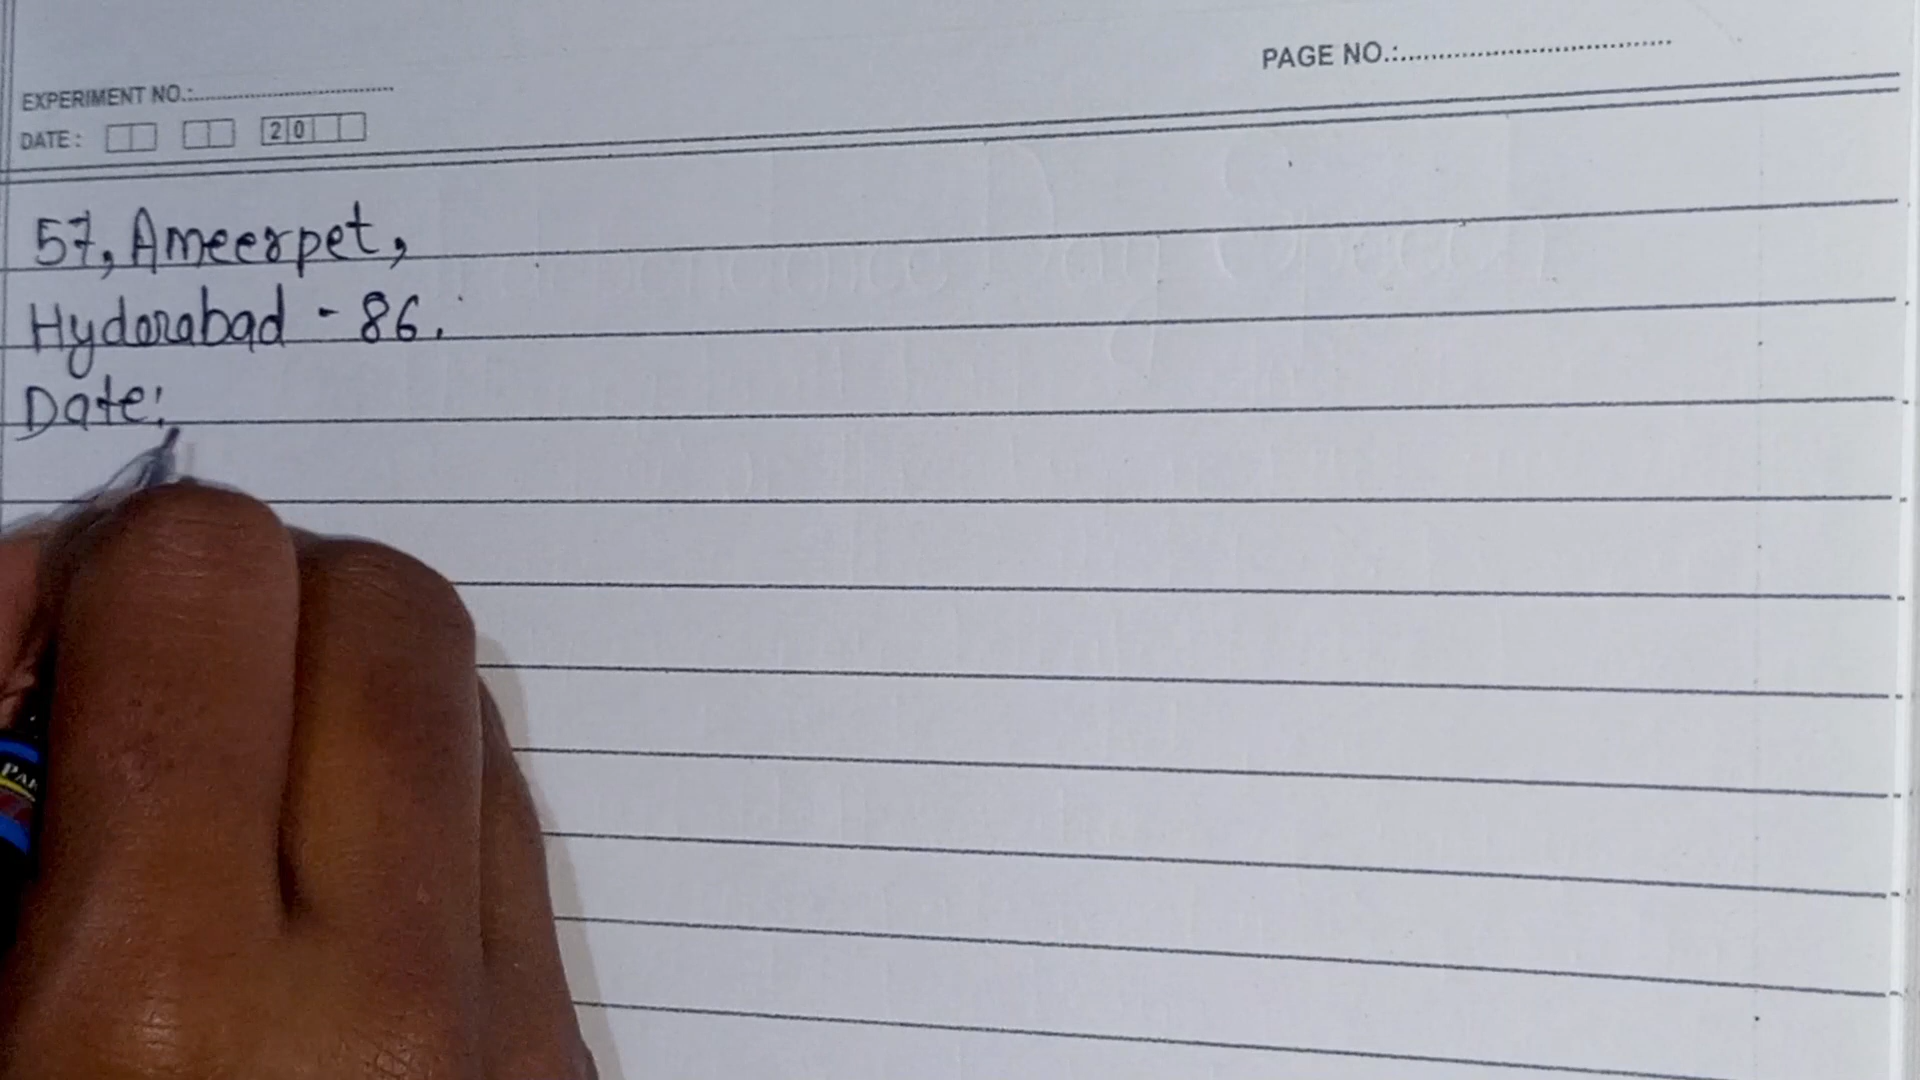 PAGE NO.:
EXPERIMENT NO.:
DATE : 20
57, Ameerpet,
Hyderabad - 86.
Date: